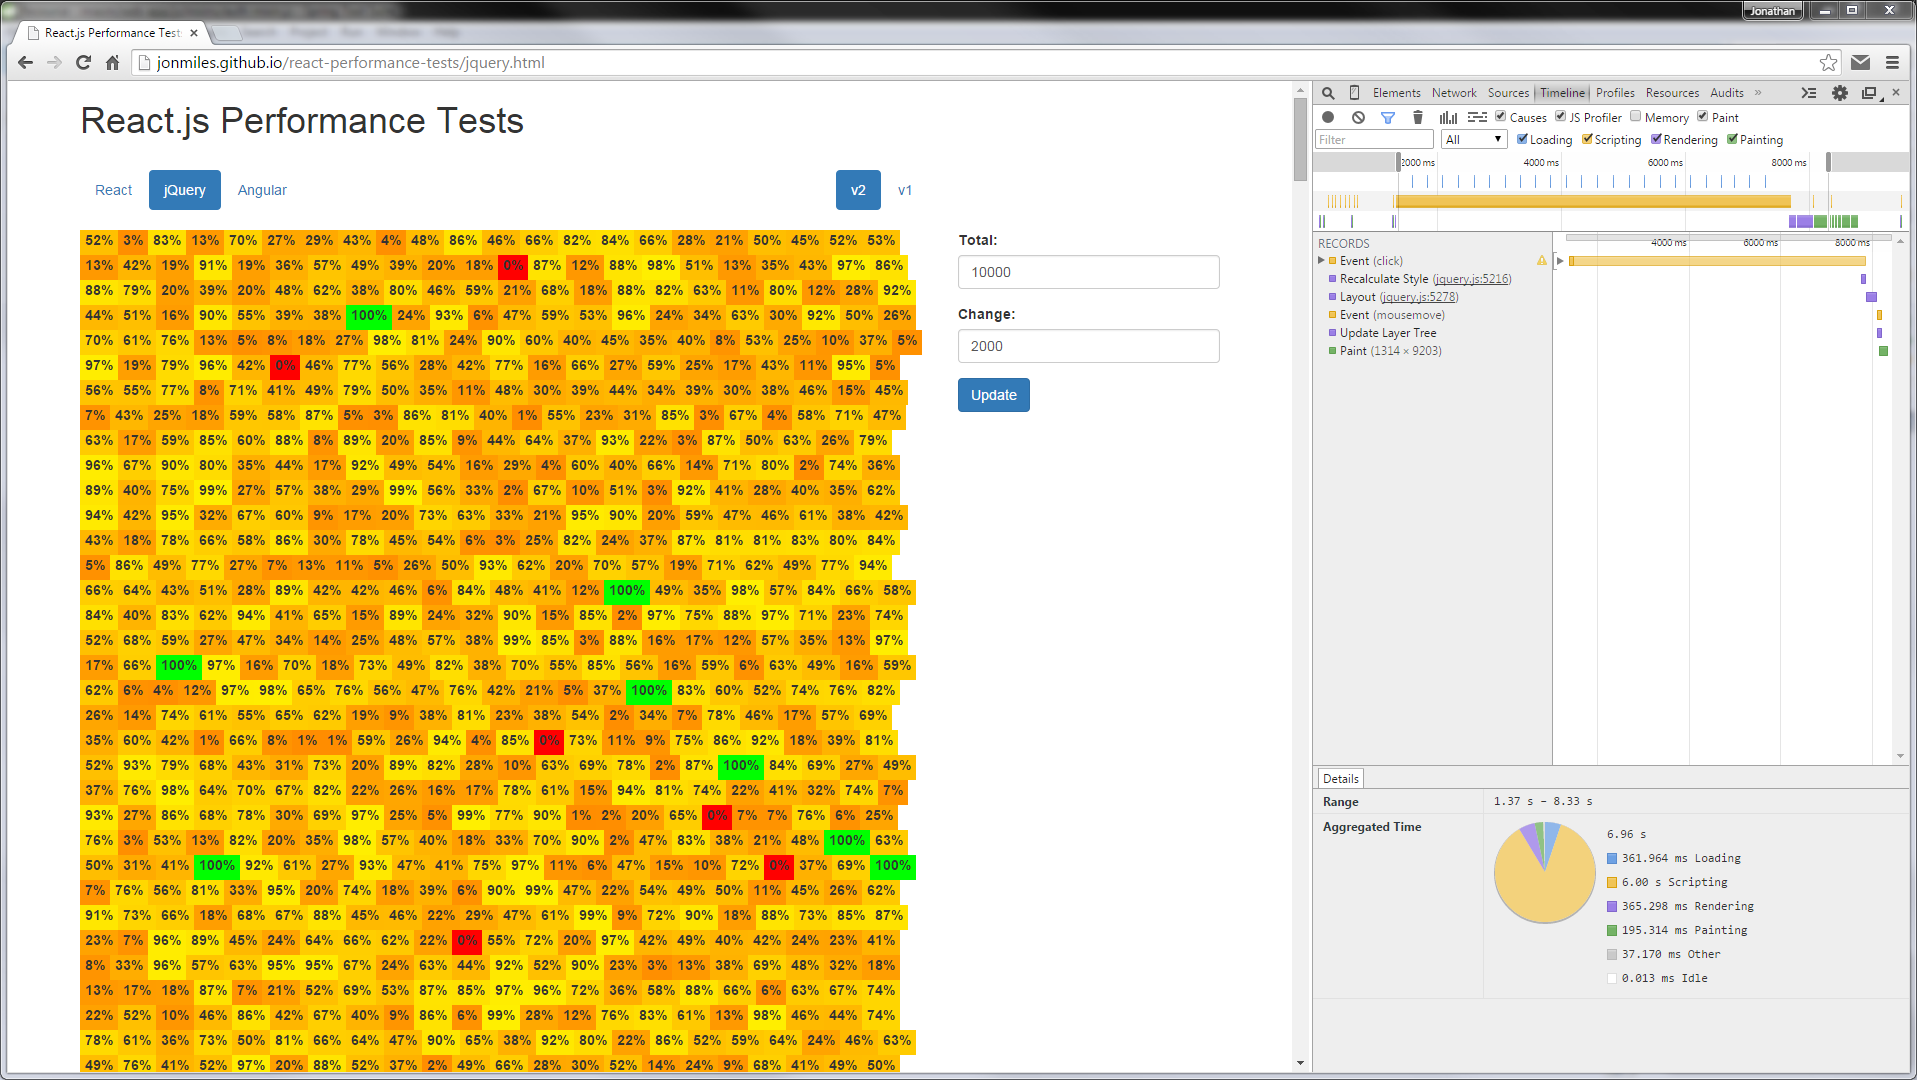 Jonathan
React.js Performance Test
jonmiles.github.io/react-performance-tests/jquery.html
React.js Performance Tests
React jQuery Angular v2 v1
52% 3% 83% 13% 70% 27% 29% 43% 4% 48% 86% 46% 66% 82% 84% 66% 28% 21% 50% 45% 52% 53%
13% 42% 19% 91% 19% 36% 57% 49% 39% 20% 18% 0% 87% 12% 88% 98% 51% 13% 35% 43% 97% 86%
88% 79% 20% 39% 20% 48% 62% 38% 80% 46% 59% 21% 68% 18% 88% 82% 63% 11% 80% 12% 28% 92%
44% 51% 16% 90% 55% 39% 38% 100% 24% 93% 6% 47% 59% 53% 96% 24% 34% 63% 30% 92% 50% 26%
70% 61% 76% 13% 5% 8% 18% 27% 98% 81% 24% 90% 60% 40% 45% 35% 40% 8% 53% 25% 10% 37% 5%
97% 19% 79% 96% 42% 0% 46% 77% 56% 28% 42% 77% 16% 66% 27% 59% 25% 17% 43% 11% 95% 5%
56% 55% 77% 8% 71% 41% 49% 79% 50% 35% 11% 48% 30% 39% 44% 34% 39% 30% 38% 46% 15% 45%
7% 43% 25% 18% 59% 58% 87% 5% 3% 86% 81% 40% 1% 55% 23% 31% 85% 3% 67% 4% 58% 71% 47%
63% 17% 59% 85% 60% 88% 8% 89% 20% 85% 9% 44% 64% 37% 93% 22% 3% 87% 50% 63% 26% 79%
96% 67% 90% 80% 35% 44% 17% 92% 49% 54% 16% 29% 4% 60% 40% 66% 14% 71% 80% 2% 74% 36%
89% 40% 75% 99% 27% 57% 38% 29% 99% 56% 33% 2% 67% 10% 51% 3% 92% 41% 28% 40% 35% 62%
94% 42% 95% 32% 67% 60% 9% 17% 20% 73% 63% 33% 21% 95% 90% 20% 59% 47% 46% 61% 38% 42%
43% 18% 78% 66% 58% 86% 30% 78% 45% 54% 6% 3% 25% 82% 24% 37% 87% 81% 81% 83% 80% 84%
5% 86% 49% 77% 27% 7% 13% 11% 5% 26% 50% 93% 62% 20% 70% 57% 19% 71% 62% 49% 77% 94%
66% 64% 43% 51% 28% 89% 42% 42% 46% 6% 84% 48% 41% 12% 100% 49% 35% 98% 57% 84% 66% 58%
84% 40% 83% 62% 94% 41% 65% 15% 89% 24% 32% 90% 15% 85% 2% 97% 75% 88% 97% 71% 23% 74%
52% 68% 59% 27% 47% 34% 14% 25% 48% 57% 38% 99% 85% 3% 88% 16% 17% 12% 57% 35% 13% 97%
17% 66% 100% 97% 16% 70% 18% 73% 49% 82% 38% 70% 55% 85% 56% 16% 59% 6% 63% 49% 16% 59%
62% 6% 4% 12% 97% 98% 65% 76% 56% 47% 76% 42% 21% 5% 37% 100% 83% 60% 52% 74% 76% 82%
26% 14% 74% 61% 55% 65% 62% 19% 9% 38% 81% 23% 38% 54% 2% 34% 7% 78% 46% 17% 57% 69%
35% 60% 42% 1% 66% 8% 1% 1% 59% 26% 94% 4% 85% 0% 73% 11% 9% 75% 86% 92% 18% 39% 81%
52% 93% 79% 68% 43% 31% 73% 20% 89% 82% 28% 10% 63% 69% 78% 2% 87% 100% 84% 69% 27% 49%
37% 76% 98% 64% 70% 67% 82% 22% 26% 16% 17% 78% 61% 15% 94% 81% 74% 22% 41% 32% 74% 7%
93% 27% 86% 68% 78% 30% 69% 97% 25% 5% 99% 77% 90% 1% 2% 20% 65% 0% 7% 7% 76% 6% 25%
76% 3% 53% 13% 82% 20% 35% 98% 57% 40% 18% 33% 70% 90% 2% 47% 83% 38% 21% 48% 100% 63%
50% 31% 41% 100% 92% 61% 27% 93% 47% 41% 75% 97% 11% 6% 47% 15% 10% 72% 0% 37% 69% 100%
7% 76% 56% 81% 33% 95% 20% 74% 18% 39% 6% 90% 99% 47% 22% 54% 49% 50% 11% 45% 26% 62%
91% 73% 66% 18% 68% 67% 88% 45% 46% 22% 29% 47% 61% 99% 9% 72% 90% 18% 88% 73% 85% 87%
23% 7% 96% 89% 45% 24% 64% 66% 62% 22% 0% 55% 72% 20% 97% 42% 49% 40% 42% 24% 23% 41%
8% 33% 96% 57% 63% 95% 95% 67% 24% 63% 44% 92% 52% 90% 23% 3% 13% 38% 69% 48% 32% 18%
13% 17% 18% 87% 7% 21% 52% 69% 53% 87% 85% 97% 96% 72% 36% 58% 88% 66% 6% 63% 67% 74%
22% 52% 10% 46% 86% 42% 67% 40% 9% 86% 6% 99% 28% 12% 76% 83% 61% 13% 98% 46% 44% 74%
78% 61% 36% 73% 50% 81% 66% 64% 47% 90% 65% 38% 92% 80% 22% 86% 52% 59% 64% 24% 46% 63%
49% 76% 41% 52% 97% 20% 88% 52% 37% 2% 49% 66% 28% 30% 52% 14% 24% 9% 68% 41% 49% 50%
Total:
10000
Change:
2000
Update
Elements Network Sources Timeline Profiles Resources Audits »
Causes JS Profiler Memory Paint
Filter All Loading Scripting Rendering Painting
2000 ms 4000 ms 6000 ms 8000 ms
RECORDS 4000 ms 6000 ms 8000 ms
Event (click)
Recalculate Style (jquery.js:5216)
Layout (jquery.js:5278)
Event (mousemove)
Update Layer Tree
Paint (1314 × 9203)
Details
Range 1.37 s – 8.33 s
Aggregated Time
6.96 s
361.964 ms Loading
6.00 s Scripting
365.298 ms Rendering
195.314 ms Painting
37.170 ms Other
0.013 ms Idle